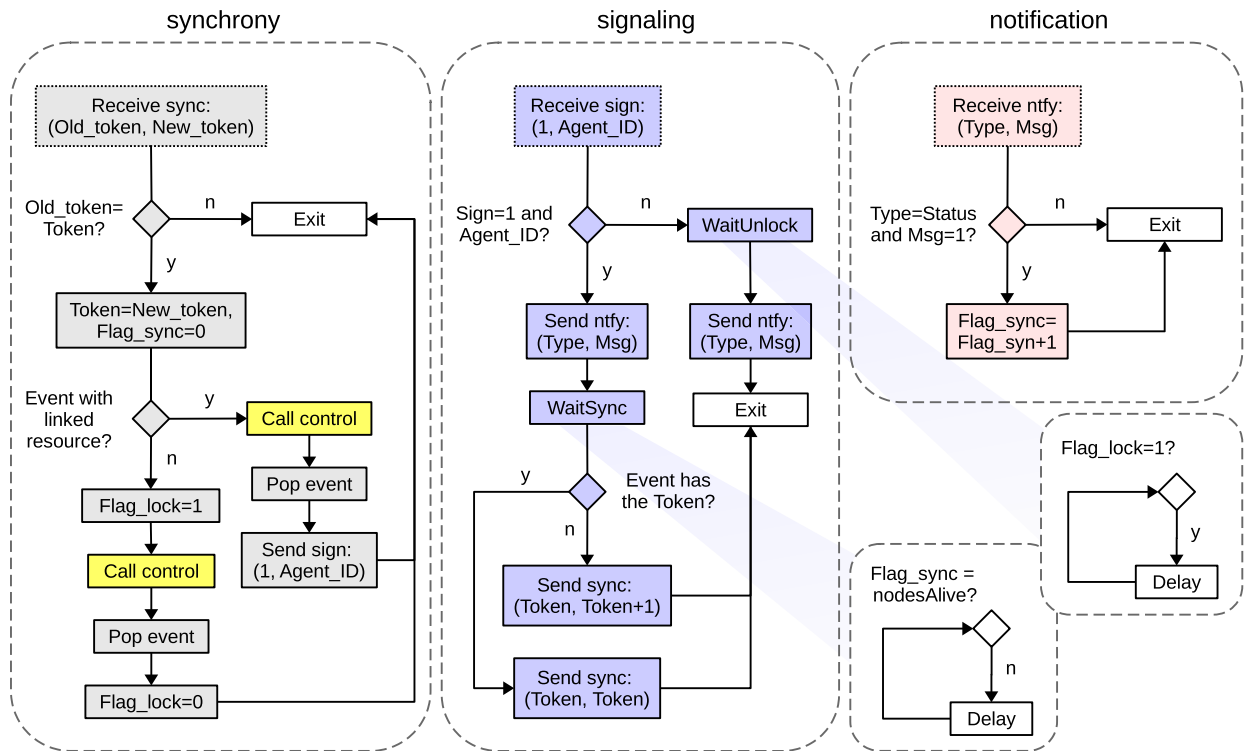 synchrony
Receive sync:
(Old_token, New_token)
Old_token=
Token?
n
Exit
y
Token=New_token,
Flag_sync=0
Event with
linked
resource?
y
Call control
Pop event
Send sign:
(1, Agent_ID)
n
Flag_lock=1
Call control
Pop event
Flag_lock=0
signaling
Receive sign:
(1, Agent_ID)
Sign=1 and
Agent_ID?
n
WaitUnlock
y
Send ntfy:
(Type, Msg)
Send ntfy:
(Type, Msg)
WaitSync
Exit
y
Event has
the Token?
n
Send sync:
(Token, Token+1)
Send sync:
(Token, Token)
notification
Receive ntfy:
(Type, Msg)
Type=Status
and Msg=1?
n
Exit
y
Flag_sync=
Flag_syn+1
Flag_lock=1?
y
Delay
Flag_sync =
nodesAlive?
n
Delay